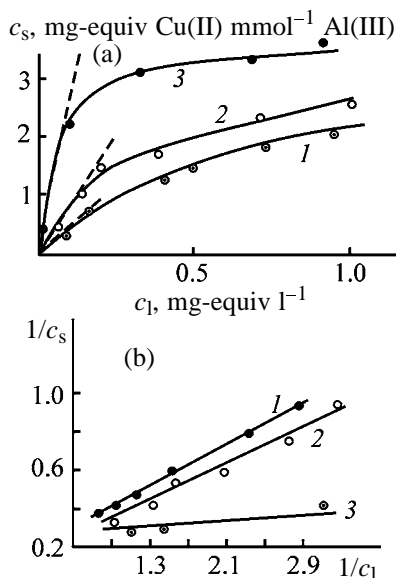 c_s, mg-equiv Cu(II) mmol⁻¹ Al(III)
(a)
3
3
2
2
1
1
0.5
1.0
c_l, mg-equiv l⁻¹
1/c_s
(b)
1.0
1
2
0.6
3
0.2
1.3
2.1
2.9
1/c_l